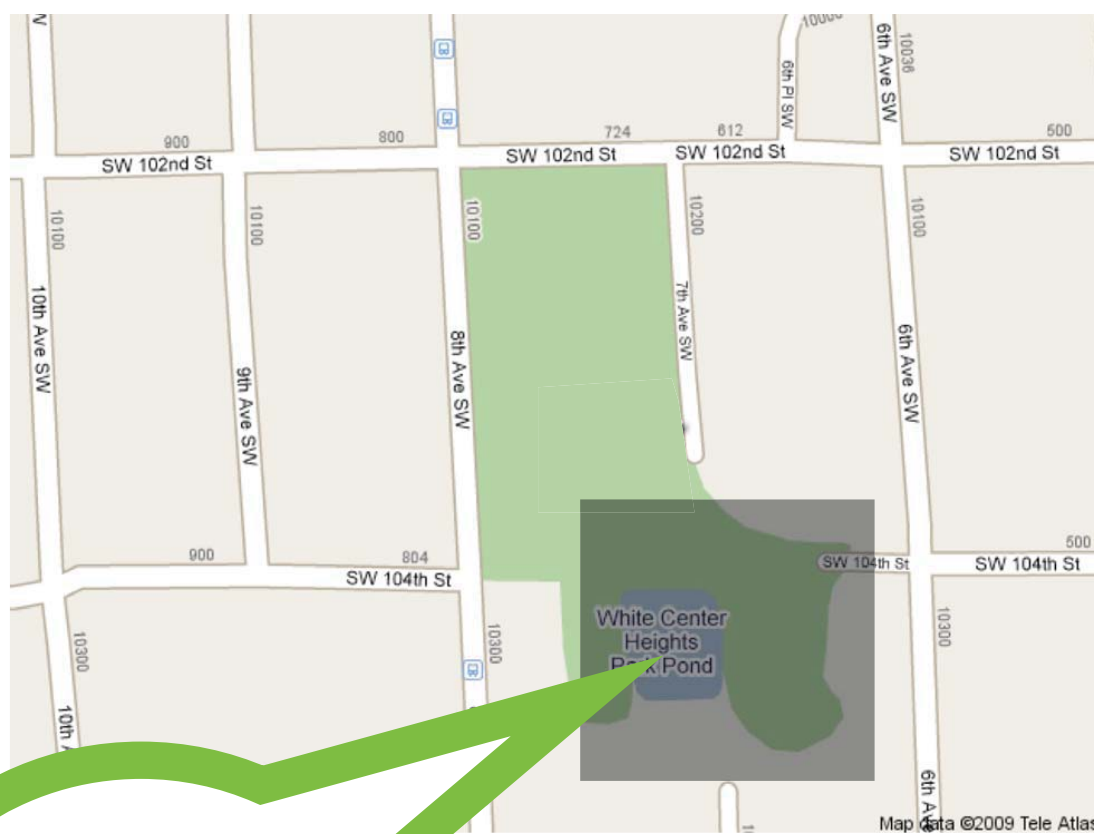 10000
10036
6th Ave SW
6th Pl SW
900
800
724
612
500
SW 102nd St
SW 102nd St
SW 102nd St
SW 102nd St
10100
10100
10100
10200
10100
10th Ave SW
9th Ave SW
8th Ave SW
7th Ave SW
6th Ave SW
900
804
500
SW 104th St
SW 104th St
SW 104th St
White Center
Heights
Park Pond
10300
10300
10300
10th
6th Ave
Map data ©2009 Tele Atlas